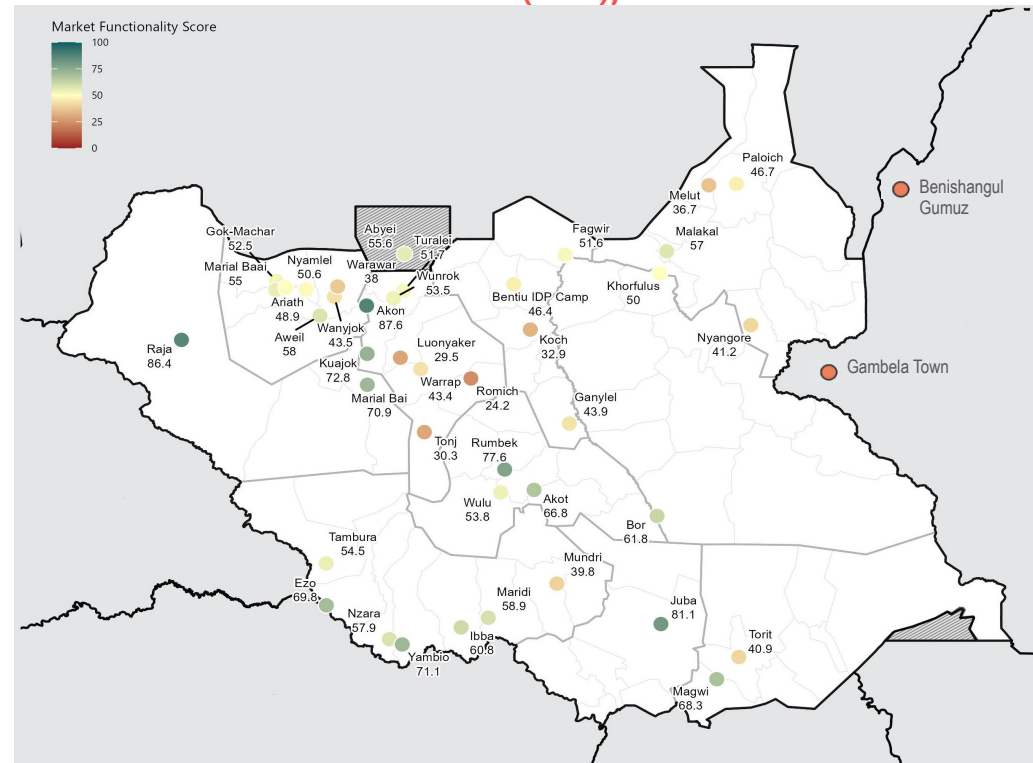 Market Functionality Score
100
75
50
25
0
Paloich
46.7
Melut
36.7
Benishangul
Gumuz
Malakal
57
Fagwir
51.6
Abyei
55.6
Turalei
51.7
Gok-Machar
52.5
Nyamlel
50.6
Warawar
38
Marial Baai
55
Wunrok
53.5
Khorfulus
50
Bentiu IDP Camp
46.4
Ariath
48.9
Akon
87.6
Wanyjok
43.5
Aweil
58
Nyangore
41.2
Raja
86.4
Koch
32.9
Luonyaker
29.5
Kuajok
72.8
Gambela Town
Warrap
43.4
Romich
24.2
Marial Bai
70.9
Ganylel
43.9
Tonj
30.3
Rumbek
77.6
Wulu
53.8
Akot
66.8
Bor
61.8
Tambura
54.5
Mundri
39.8
Ezo
69.8
Maridi
58.9
Juba
81.1
Nzara
57.9
Ibba
60.8
Torit
40.9
Yambio
71.1
Magwi
68.3